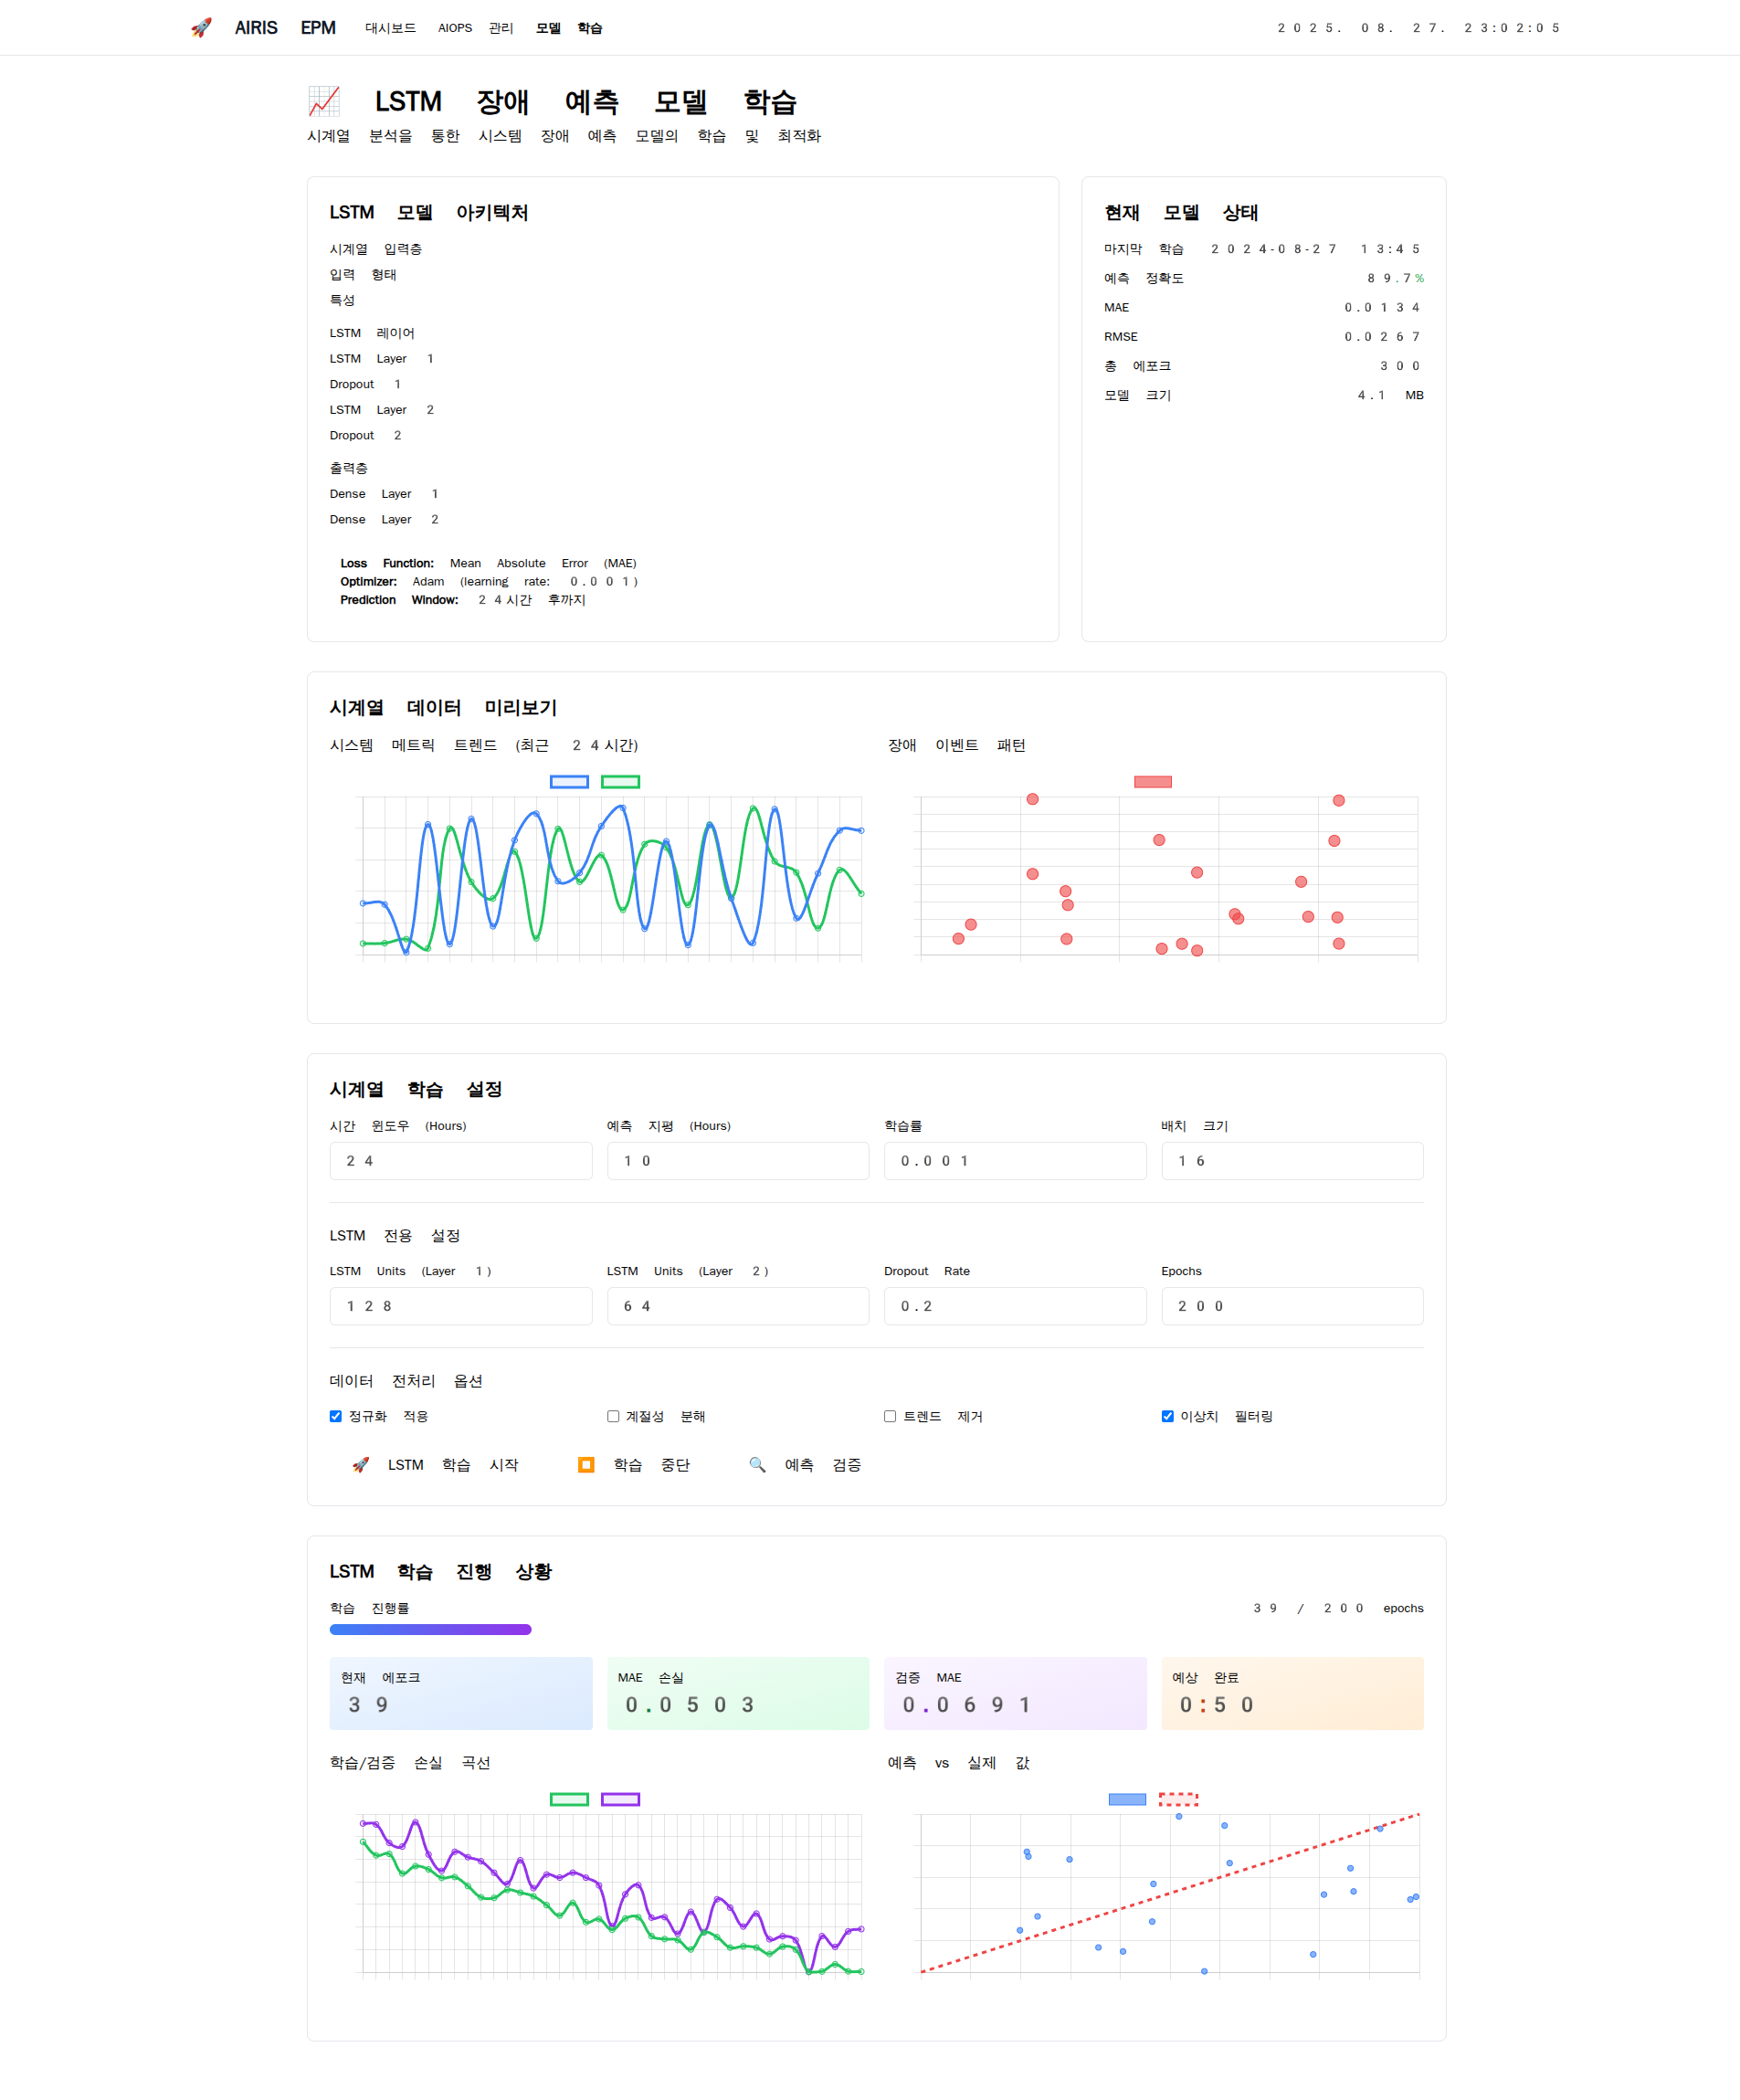 🚀 AIRIS EPM 대시보드 AIOPS 관리 모델 학습 2025. 08. 27. 23:02:05
📈 LSTM 장애 예측 모델 학습
시계열 분석을 통한 시스템 장애 예측 모델의 학습 및 최적화
LSTM 모델 아키텍처
시계열 입력층
입력 형태
특성
LSTM 레이어
LSTM Layer 1
Dropout 1
LSTM Layer 2
Dropout 2
출력층
Dense Layer 1
Dense Layer 2
Loss Function: Mean Absolute Error (MAE)
Optimizer: Adam (learning rate: 0.001)
Prediction Window: 24시간 후까지
현재 모델 상태
마지막 학습 2024-08-27 13:45
예측 정확도 89.7%
MAE 0.0134
RMSE 0.0267
총 에포크 300
모델 크기 4.1 MB
시계열 데이터 미리보기
시스템 메트릭 트렌드 (최근 24시간)
장애 이벤트 패턴
시계열 학습 설정
시간 윈도우 (Hours) 예측 지평 (Hours) 학습률 배치 크기
24 10 0.001 16
LSTM 전용 설정
LSTM Units (Layer 1) LSTM Units (Layer 2) Dropout Rate Epochs
128 64 0.2 200
데이터 전처리 옵션
정규화 적용 계절성 분해 트렌드 제거 이상치 필터링
🚀 LSTM 학습 시작 ⏹️ 학습 중단 🔍 예측 검증
LSTM 학습 진행 상황
학습 진행률 39 / 200 epochs
현재 에포크 MAE 손실 검증 MAE 예상 완료
39 0.0503 0.0691 0:50
학습/검증 손실 곡선
예측 vs 실제 값